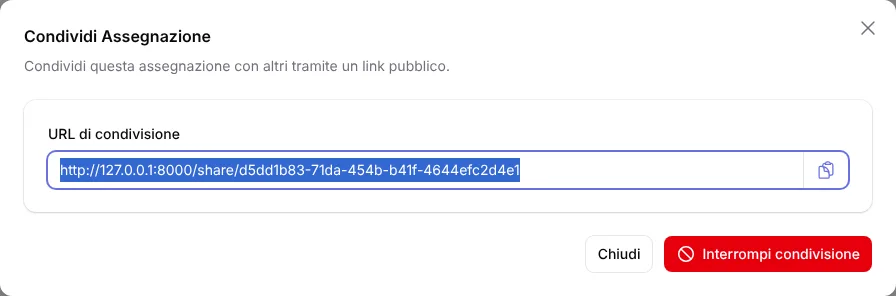 Condividi Assegnazione
Condividi questa assegnazione con altri tramite un link pubblico.
URL di condivisione
http://127.0.0.1:8000/share/d5dd1b83-71da-454b-b41f-4644efc2d4e1
Chiudi
Interrompi condivisione